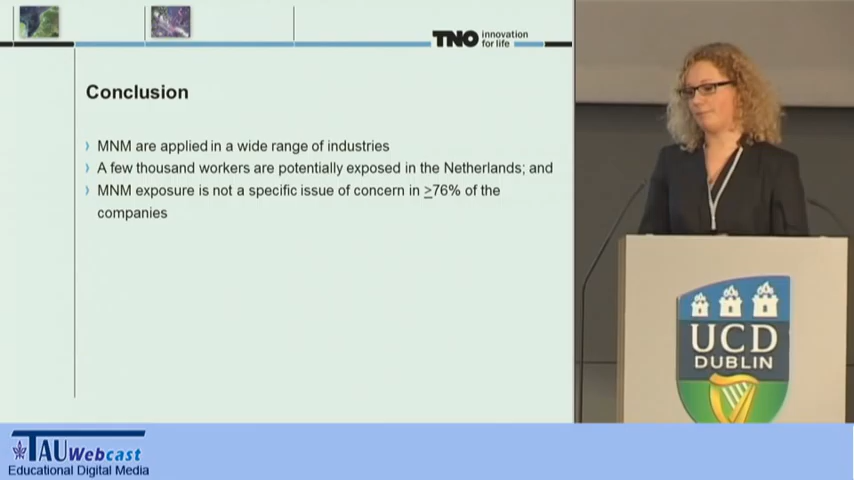 TNO innovation
for life
Conclusion
› MNM are applied in a wide range of industries
› A few thousand workers are potentially exposed in the Netherlands; and
› MNM exposure is not a specific issue of concern in ≥76% of the
companies
UCD
DUBLIN
TAU Webcast
Educational Digital Media